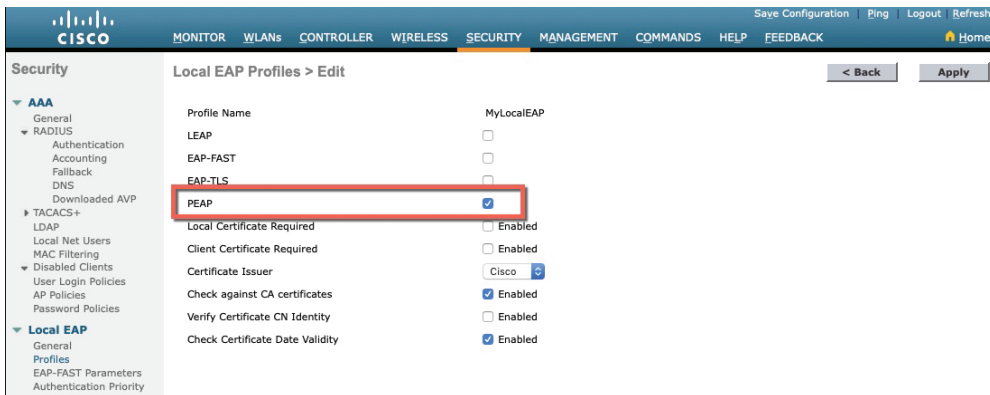 Save Configuration | Ping | Logout | Refresh
CISCO
MONITOR WLANs CONTROLLER WIRELESS SECURITY MANAGEMENT COMMANDS HELP FEEDBACK Home
Security
AAA
General
RADIUS
Authentication
Accounting
Fallback
DNS
Downloaded AVP
TACACS+
LDAP
Local Net Users
MAC Filtering
Disabled Clients
User Login Policies
AP Policies
Password Policies
Local EAP
General
Profiles
EAP-FAST Parameters
Authentication Priority
Local EAP Profiles > Edit
< Back Apply
Profile Name MyLocalEAP
LEAP
EAP-FAST
EAP-TLS
PEAP
Local Certificate Required Enabled
Client Certificate Required Enabled
Certificate Issuer Cisco
Check against CA certificates Enabled
Verify Certificate CN Identity Enabled
Check Certificate Date Validity Enabled